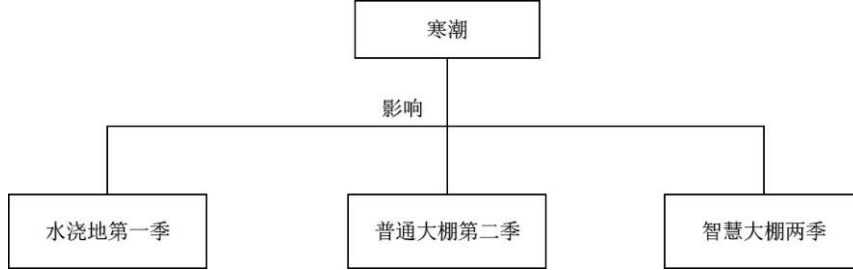 寒潮
影响
水浇地第一季
普通大棚第二季
智慧大棚两季